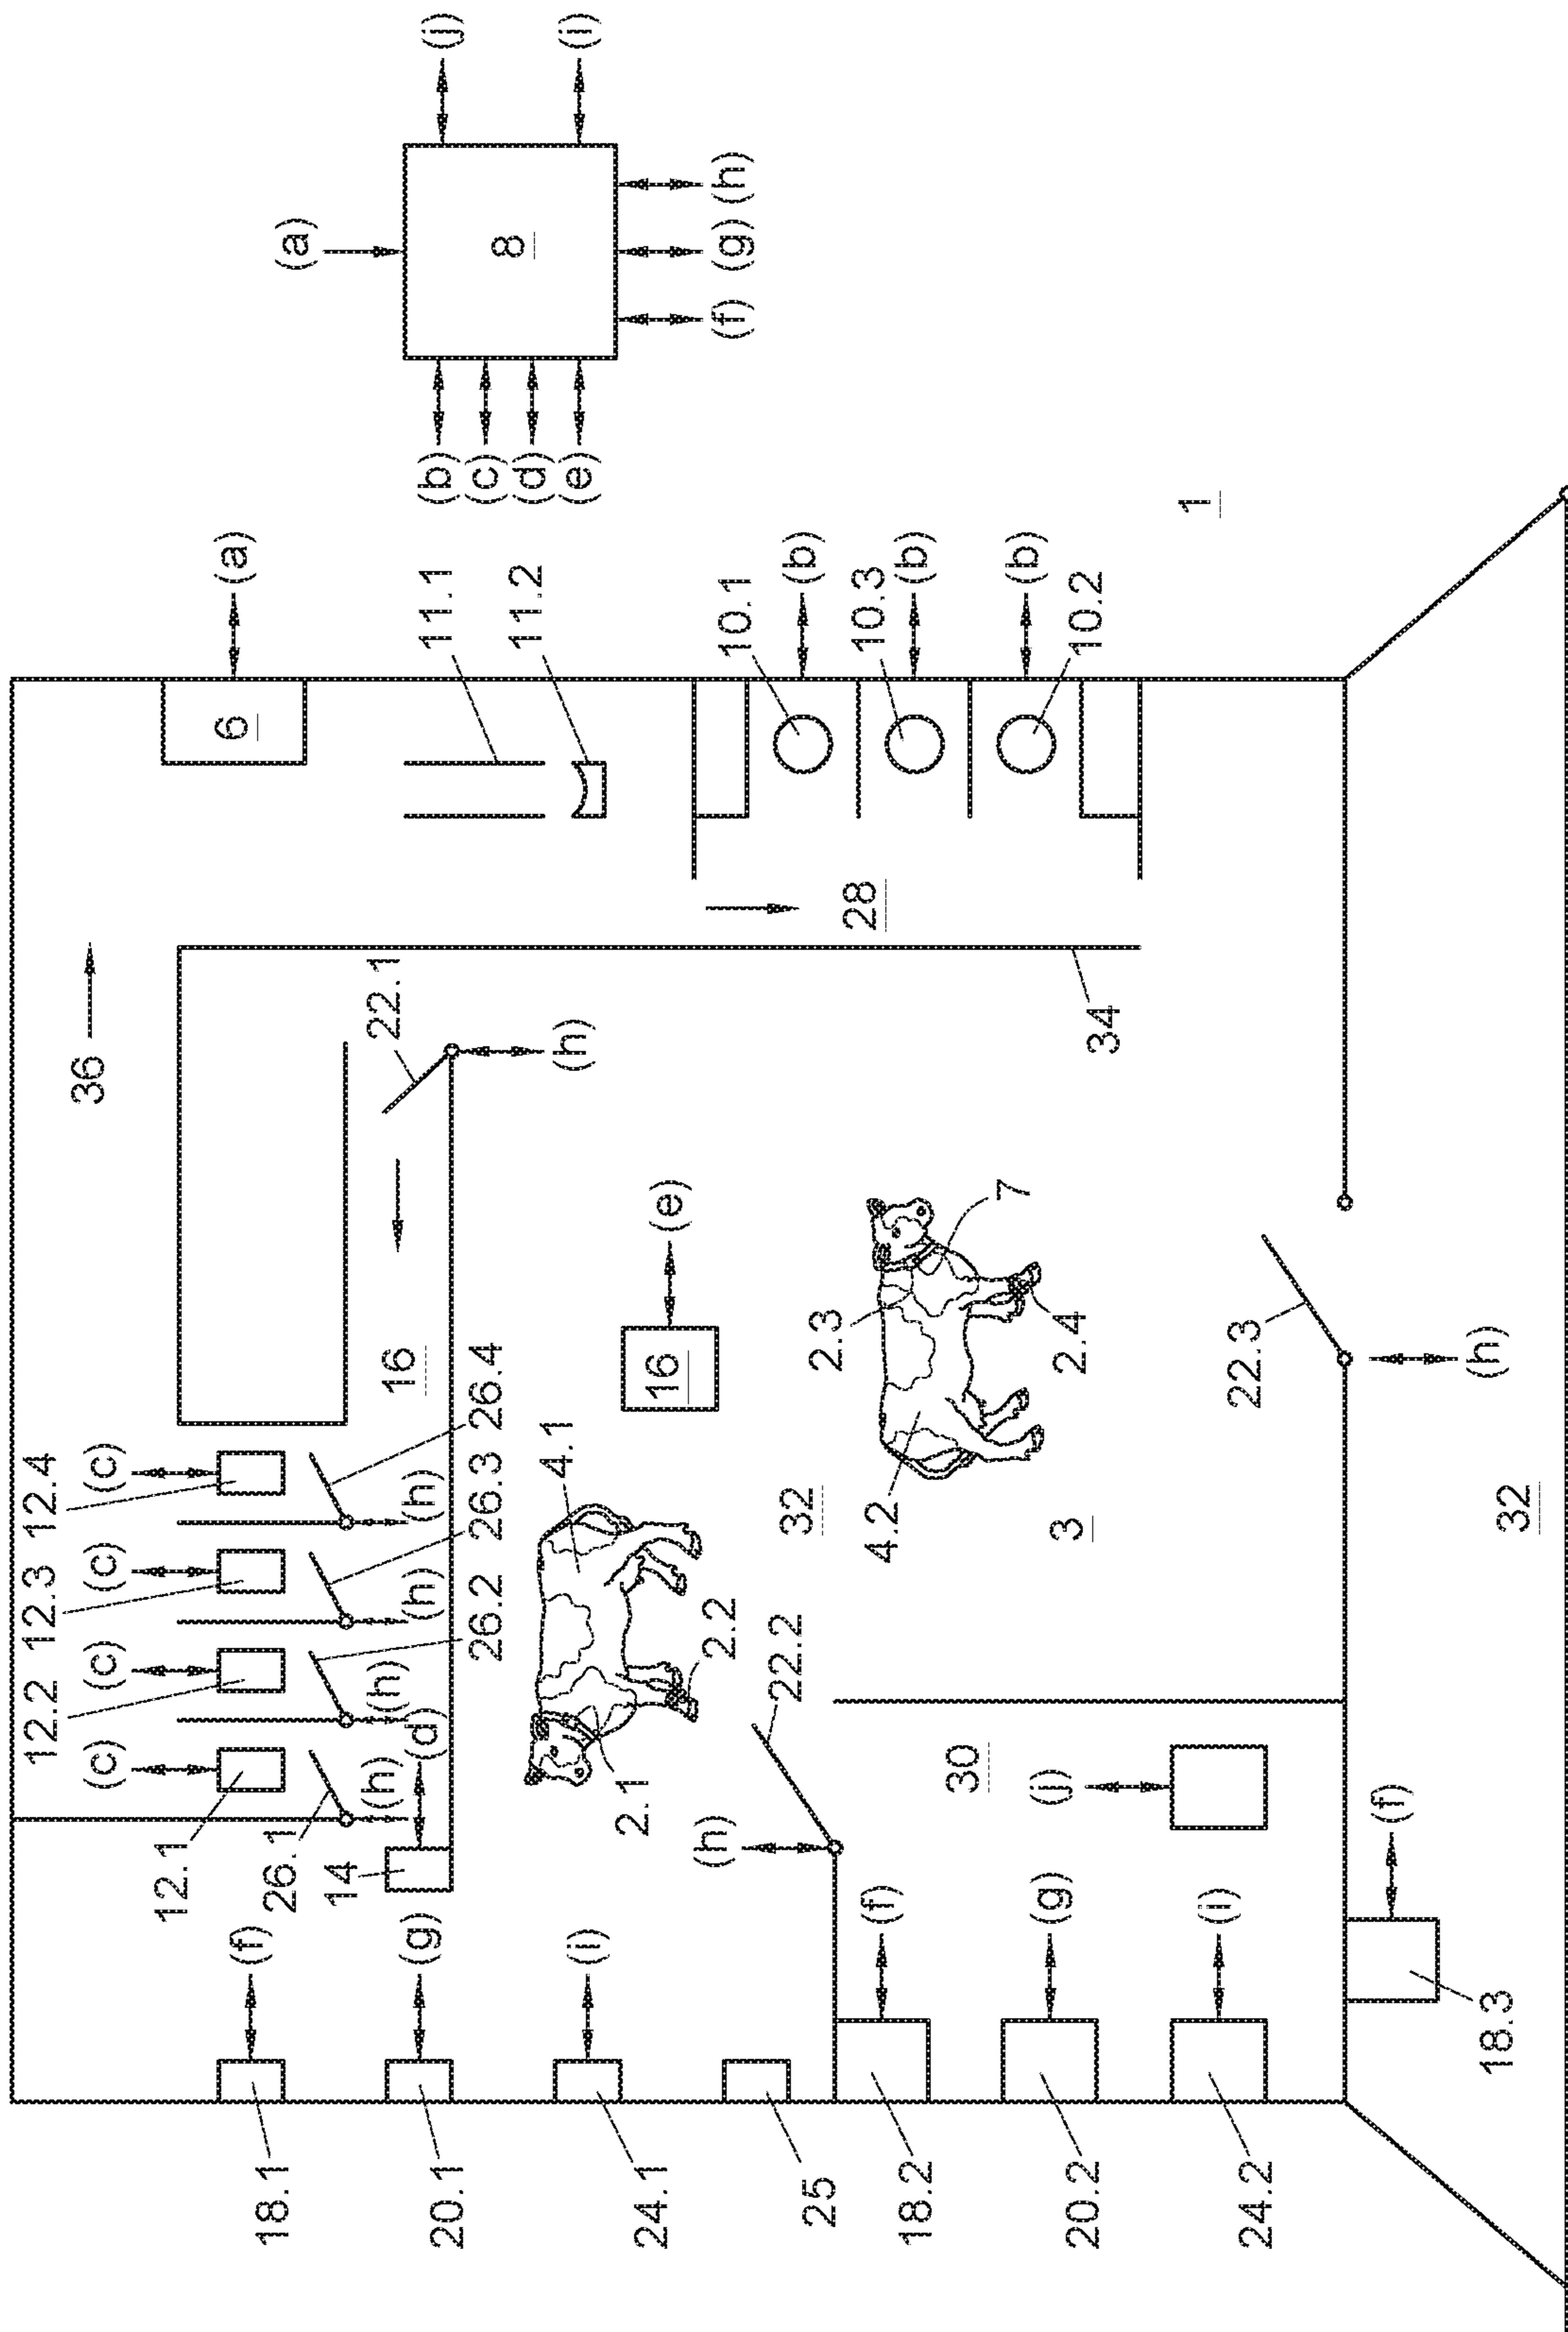 12.2 12.3 12.4
36
(c) (c) (c) (c)
12.1
6 (a)
(f)
18.1 26.1
(a)
14
(h) (h) (h) (h)
22.1
16
(g) (d)
20.1
11.1
(b) (j)
26.2 26.3 26.4
(c)
8
11.2
(d)
4.1
(i) (h) (e) (i)
2.1
24.1
16 (e)
(h) 2.2
(f) (g) (h)
10.1
22.2 32 (b)
25 2.3
28 10.3
(f) 4.2
18.2 (b)
30 7
(g) (j) (b)
3
20.2 2.4 10.2
34
1
(i)
24.2 22.3
(f)
(h)
18.3 32